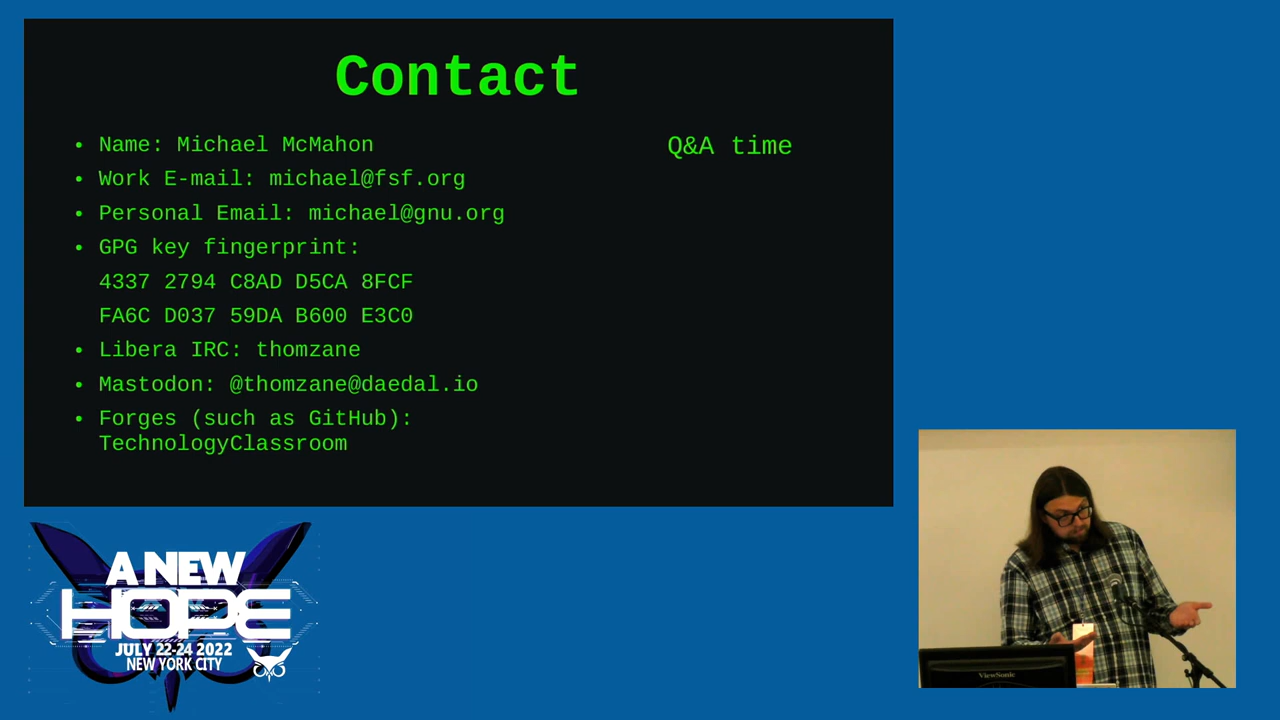 Contact
• Name: Michael McMahon
• Work E-mail: michael@fsf.org
• Personal Email: michael@gnu.org
• GPG key fingerprint:
4337 2794 C8AD D5CA 8FCF
FA6C D037 59DA B600 E3C0
• Libera IRC: thomzane
• Mastodon: @thomzane@daedal.io
• Forges (such as GitHub):
TechnologyClassroom
Q&A time
A NEW
HOPE
JULY 22-24 2022
NEW YORK CITY
ViewSonic